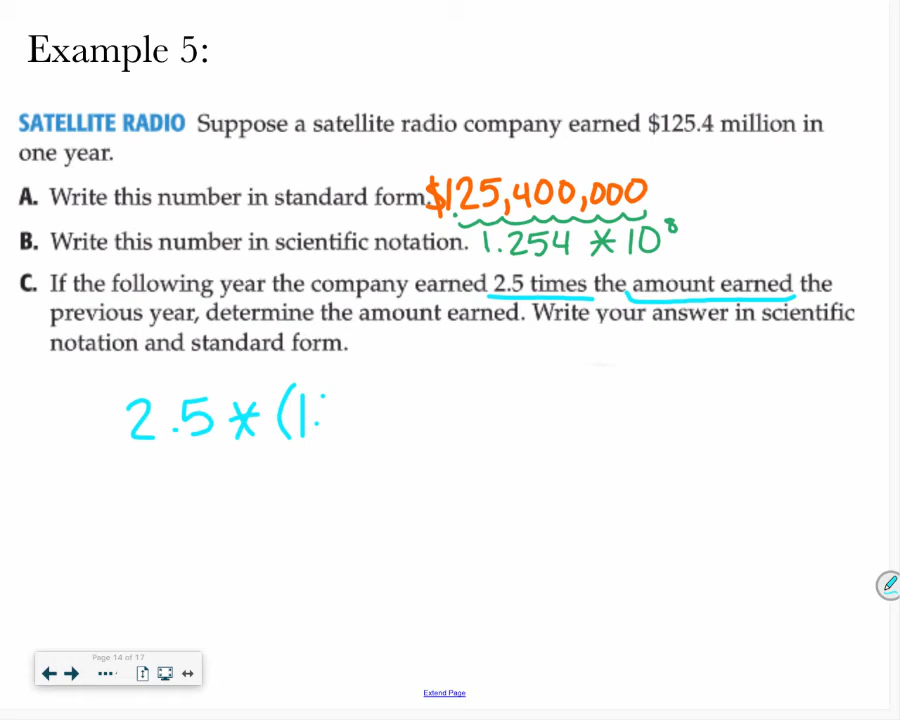 Example 5:
SATELLITE RADIO Suppose a satellite radio company earned $125.4 million in
one year.
A. Write this number in standard form. $125,400,000
B. Write this number in scientific notation. 1.254 * 10⁸
C. If the following year the company earned 2.5 times the amount earned the
previous year, determine the amount earned. Write your answer in scientific
notation and standard form.
2.5 * (1.
Page 14 of 17
Extend Page